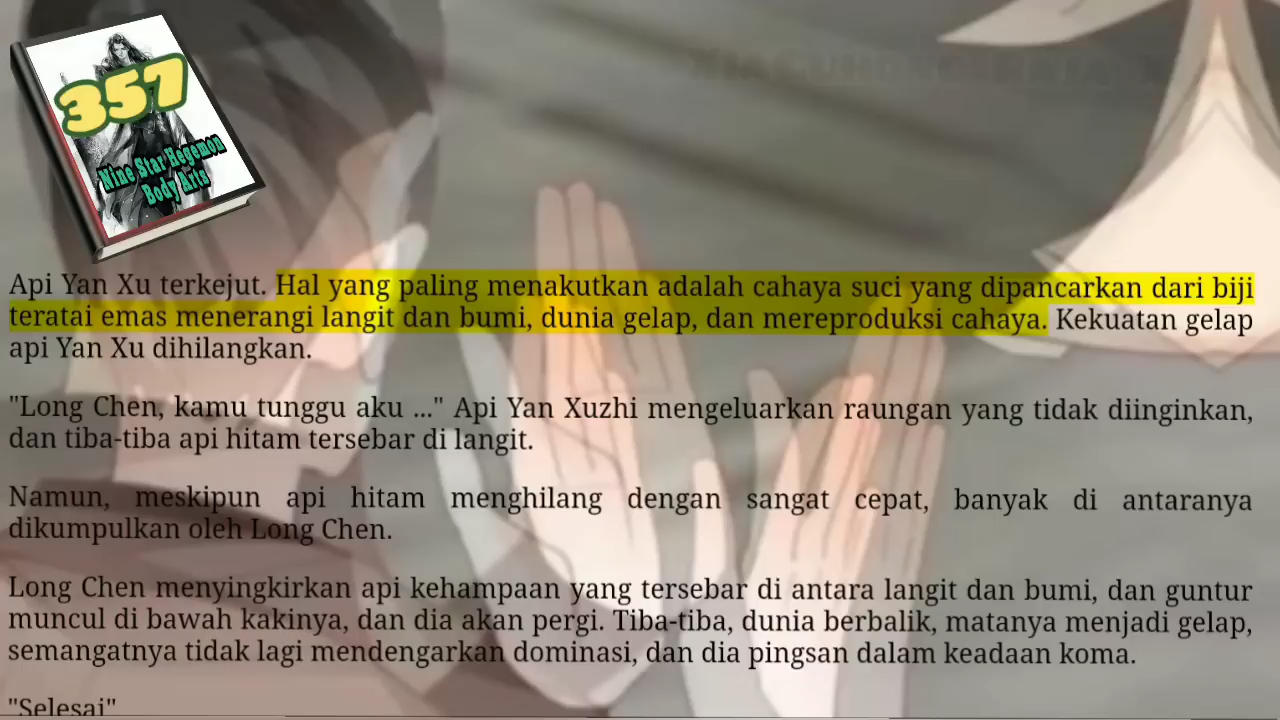 357
Nine Star Hegemon
Body Arts
Api Yan Xu terkejut. Hal yang paling menakutkan adalah cahaya suci yang dipancarkan dari biji
teratai emas menerangi langit dan bumi, dunia gelap, dan mereproduksi cahaya. Kekuatan gelap
api Yan Xu dihilangkan.
"Long Chen, kamu tunggu aku ..." Api Yan Xuzhi mengeluarkan raungan yang tidak diinginkan,
dan tiba-tiba api hitam tersebar di langit.
Namun, meskipun api hitam menghilang dengan sangat cepat, banyak di antaranya
dikumpulkan oleh Long Chen.
Long Chen menyingkirkan api kehampaan yang tersebar di antara langit dan bumi, dan guntur
muncul di bawah kakinya, dan dia akan pergi. Tiba-tiba, dunia berbalik, matanya menjadi gelap,
semangatnya tidak lagi mendengarkan dominasi, dan dia pingsan dalam keadaan koma.
"Selesai"